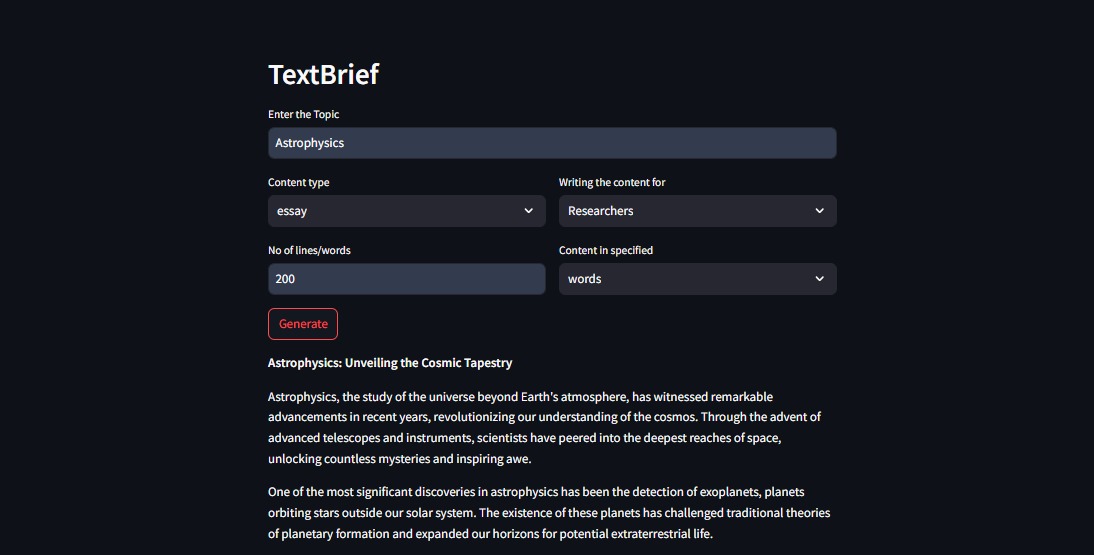 TextBrief
Enter the Topic
Astrophysics
Content type
Writing the content for
essay
Researchers
No of lines/words
Content in specified
200
words
Generate
Astrophysics: Unveiling the Cosmic Tapestry
Astrophysics, the study of the universe beyond Earth's atmosphere, has witnessed remarkable
advancements in recent years, revolutionizing our understanding of the cosmos. Through the advent of
advanced telescopes and instruments, scientists have peered into the deepest reaches of space,
unlocking countless mysteries and inspiring awe.
One of the most significant discoveries in astrophysics has been the detection of exoplanets, planets
orbiting stars outside our solar system. The existence of these planets has challenged traditional theories
of planetary formation and expanded our horizons for potential extraterrestrial life.